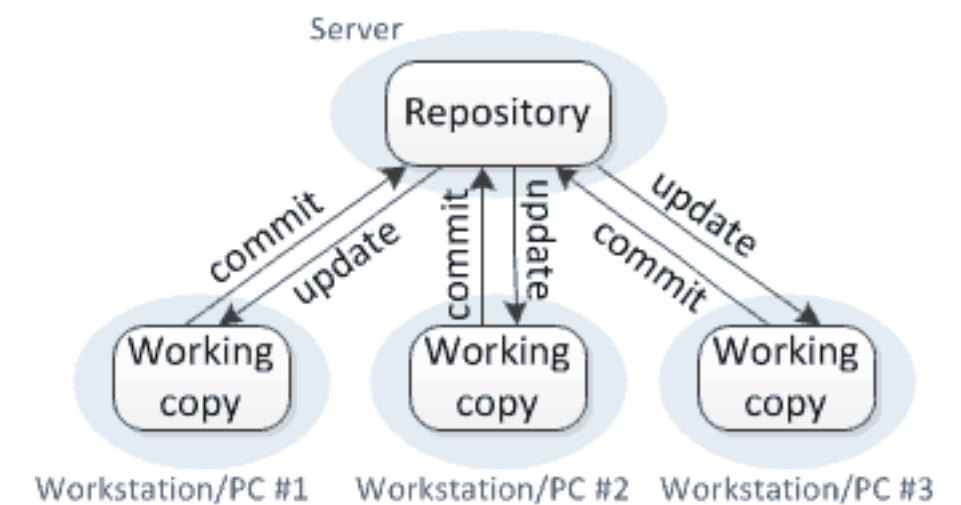 Server
Repository
commit
update
commit
update
commit
update
Working
copy
Working
copy
Working
copy
Workstation/PC #1
Workstation/PC #2
Workstation/PC #3